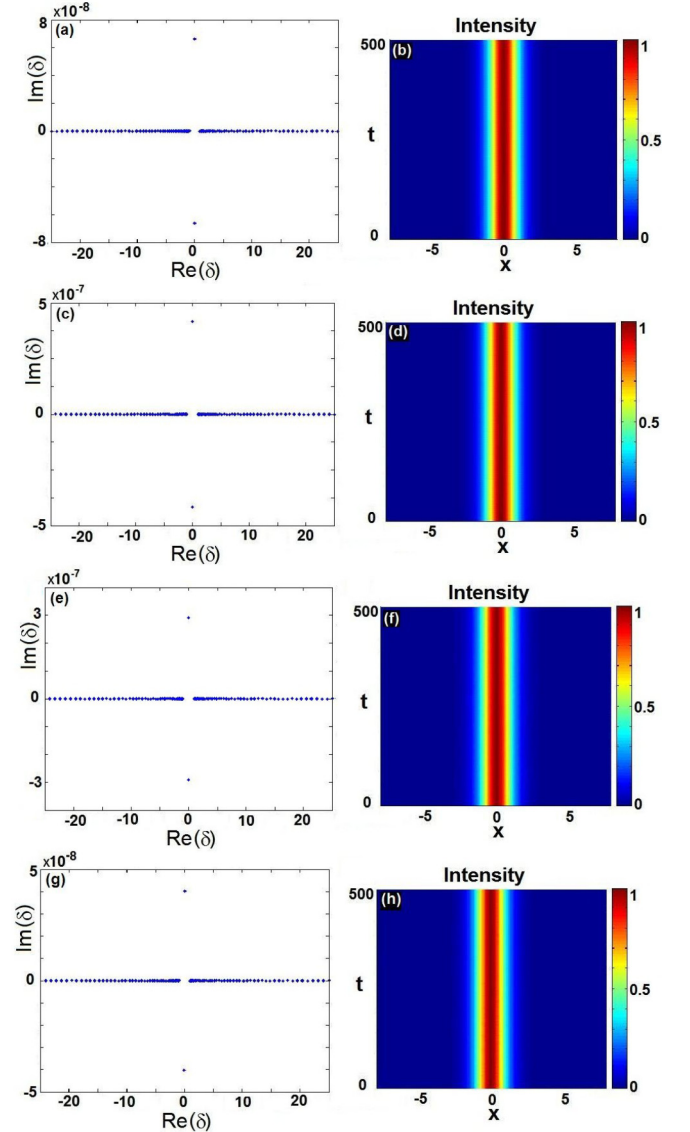 x10-8
8
(a)
Im(δ)
0
-8
-20 -10 0 10 20
Re(δ)
Intensity
500
(b)
t
0
-5 0 5
x
1
0.5
0
x10-7
5
(c)
Im(δ)
0
-5
-20 -10 0 10 20
Re(δ)
Intensity
500
(d)
t
0
-5 0 5
x
1
0.5
0
x10-7
3
(e)
Im(δ)
0
-3
-20 -10 0 10 20
Re(δ)
Intensity
500
(f)
t
0
-5 0 5
x
1
0.5
0
x10-8
5
(g)
Im(δ)
0
-5
-20 -10 0 10 20
Re(δ)
Intensity
500
(h)
t
0
-5 0 5
x
1
0.5
0